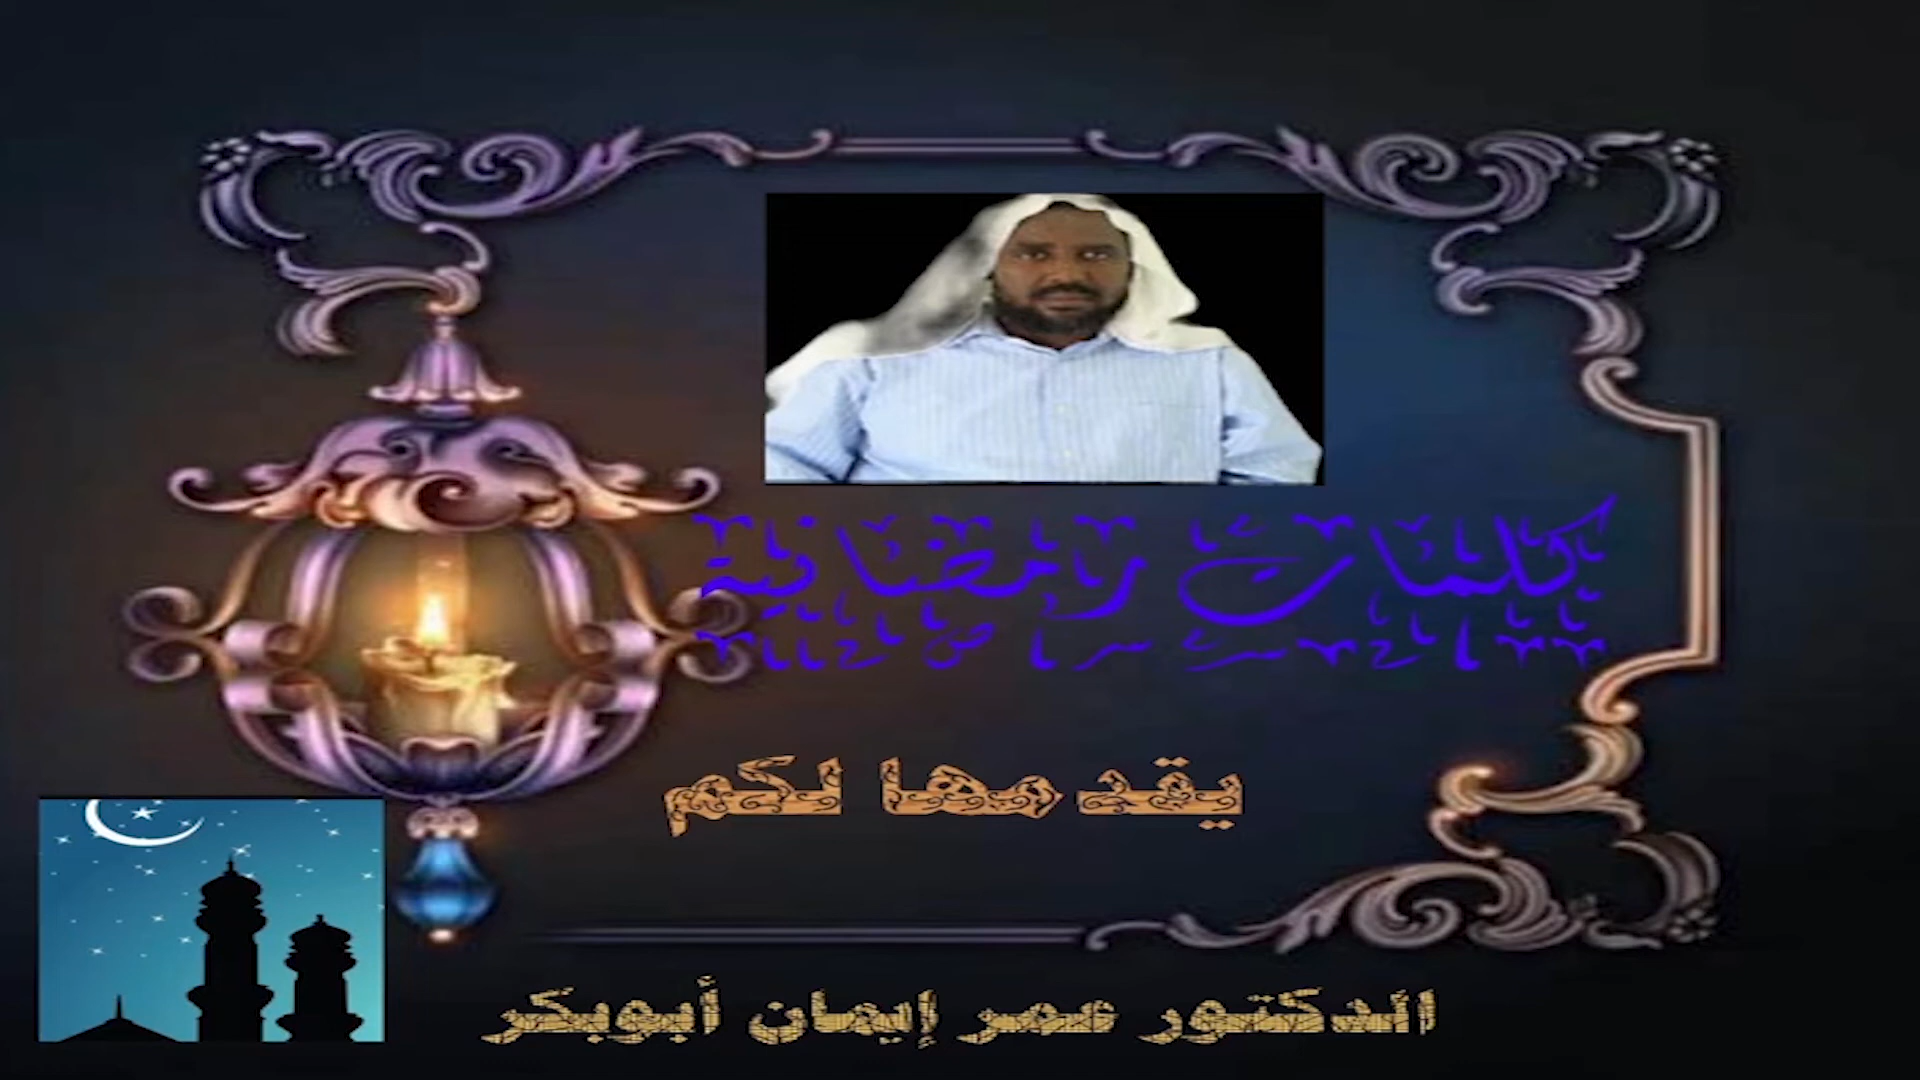 كلمات رمضانية
يقدمها لكم
الدكتور عمر إيمان أبوبكر